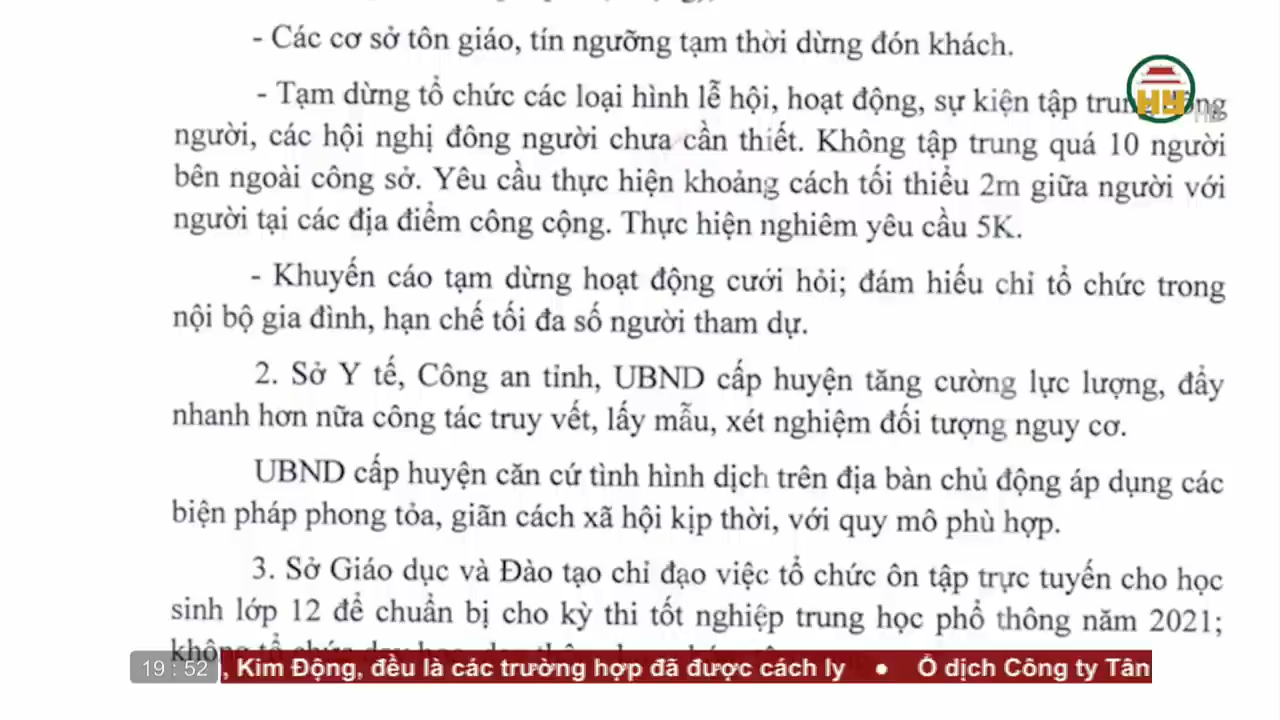 - Các cơ sở tôn giáo, tín ngưỡng tạm thời dừng đón khách.
- Tạm dừng tổ chức các loại hình lễ hội, hoạt động, sự kiện tập trung đông
người, các hội nghị đông người chưa cần thiết. Không tập trung quá 10 người
bên ngoài công sở. Yêu cầu thực hiện khoảng cách tối thiểu 2m giữa người với
người tại các địa điểm công cộng. Thực hiện nghiêm yêu cầu 5K.
- Khuyến cáo tạm dừng hoạt động cưới hỏi; đám hiếu chỉ tổ chức trong
nội bộ gia đình, hạn chế tối đa số người tham dự.
2. Sở Y tế, Công an tỉnh, UBND cấp huyện tăng cường lực lượng, đẩy
nhanh hơn nữa công tác truy vết, lấy mẫu, xét nghiệm đối tượng nguy cơ.
UBND cấp huyện căn cứ tình hình dịch trên địa bàn chủ động áp dụng các
biện pháp phong tỏa, giãn cách xã hội kịp thời, với quy mô phù hợp.
3. Sở Giáo dục và Đào tạo chỉ đạo việc tổ chức ôn tập trực tuyến cho học
sinh lớp 12 để chuẩn bị cho kỳ thi tốt nghiệp trung học phổ thông năm 2021;
không tổ chức
19 : 52 , Kim Động, đều là các trường hợp đã được cách ly • Ổ dịch Công ty Tân
HY
HD